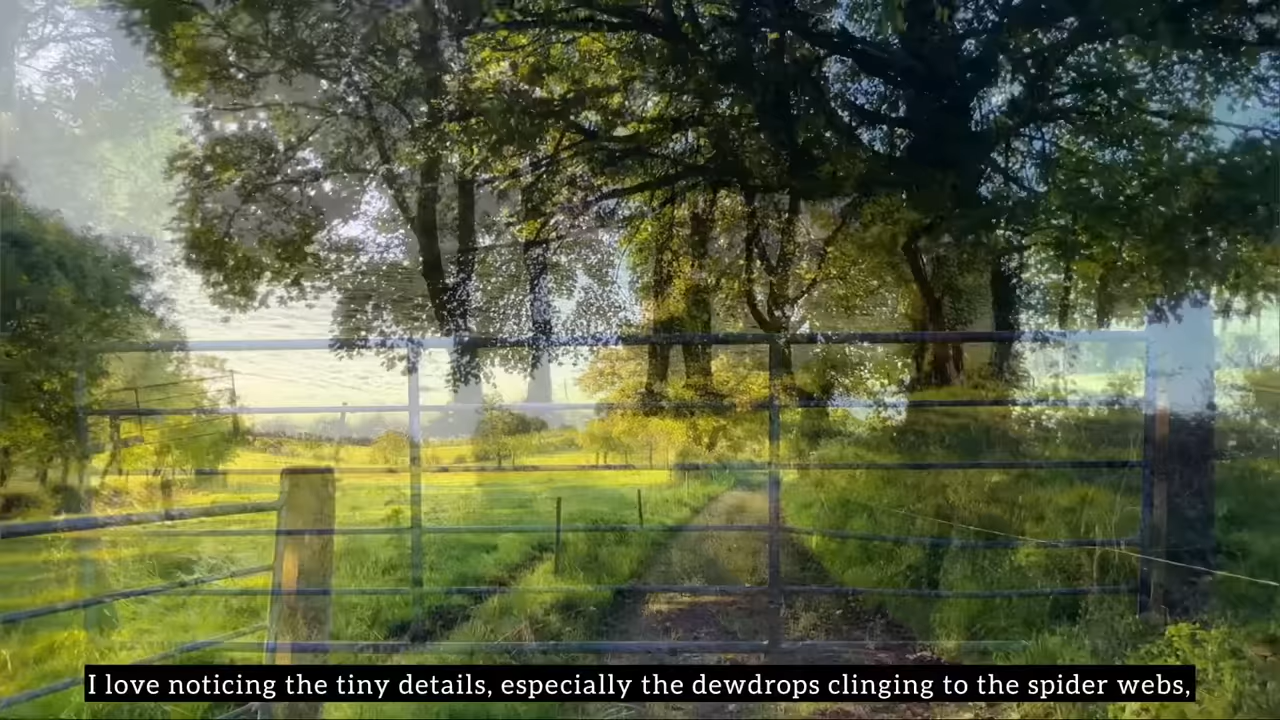 I love noticing the tiny details, especially the dewdrops clinging to the spider webs,